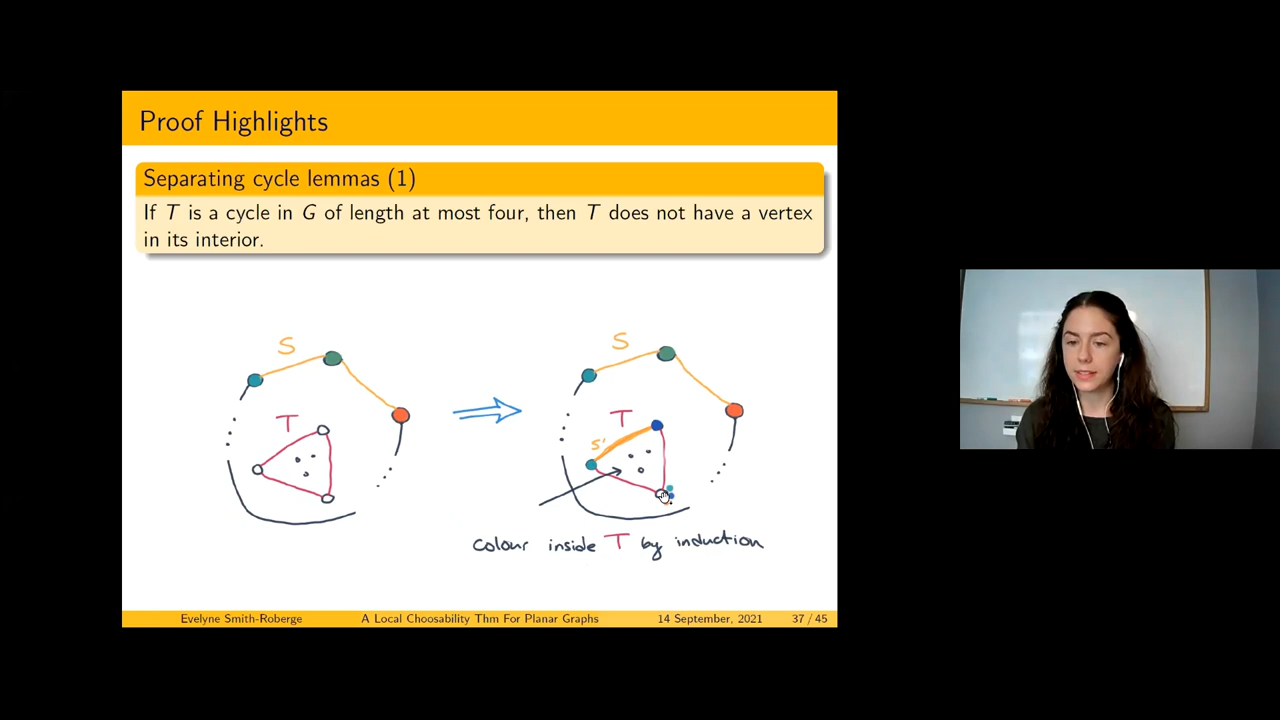 Proof Highlights
Separating cycle lemmas (1)
If T is a cycle in G of length at most four, then T does not have a vertex
in its interior.
S
S
T
T
S'
colour inside T by induction
Evelyne Smith-Roberge
A Local Choosability Thm For Planar Graphs
14 September, 2021
37 / 45